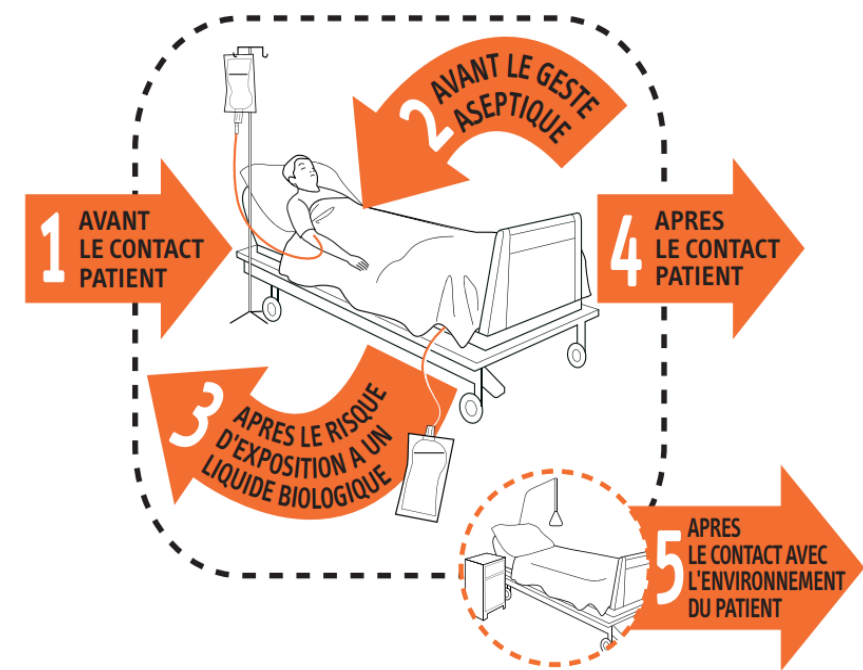 1 AVANT
LE CONTACT
PATIENT
2 AVANT LE GESTE
ASEPTIQUE
3 APRES LE RISQUE
D'EXPOSITION A UN
LIQUIDE BIOLOGIQUE
4 APRES
LE CONTACT
PATIENT
5 APRES
LE CONTACT AVEC
L'ENVIRONNEMENT
DU PATIENT